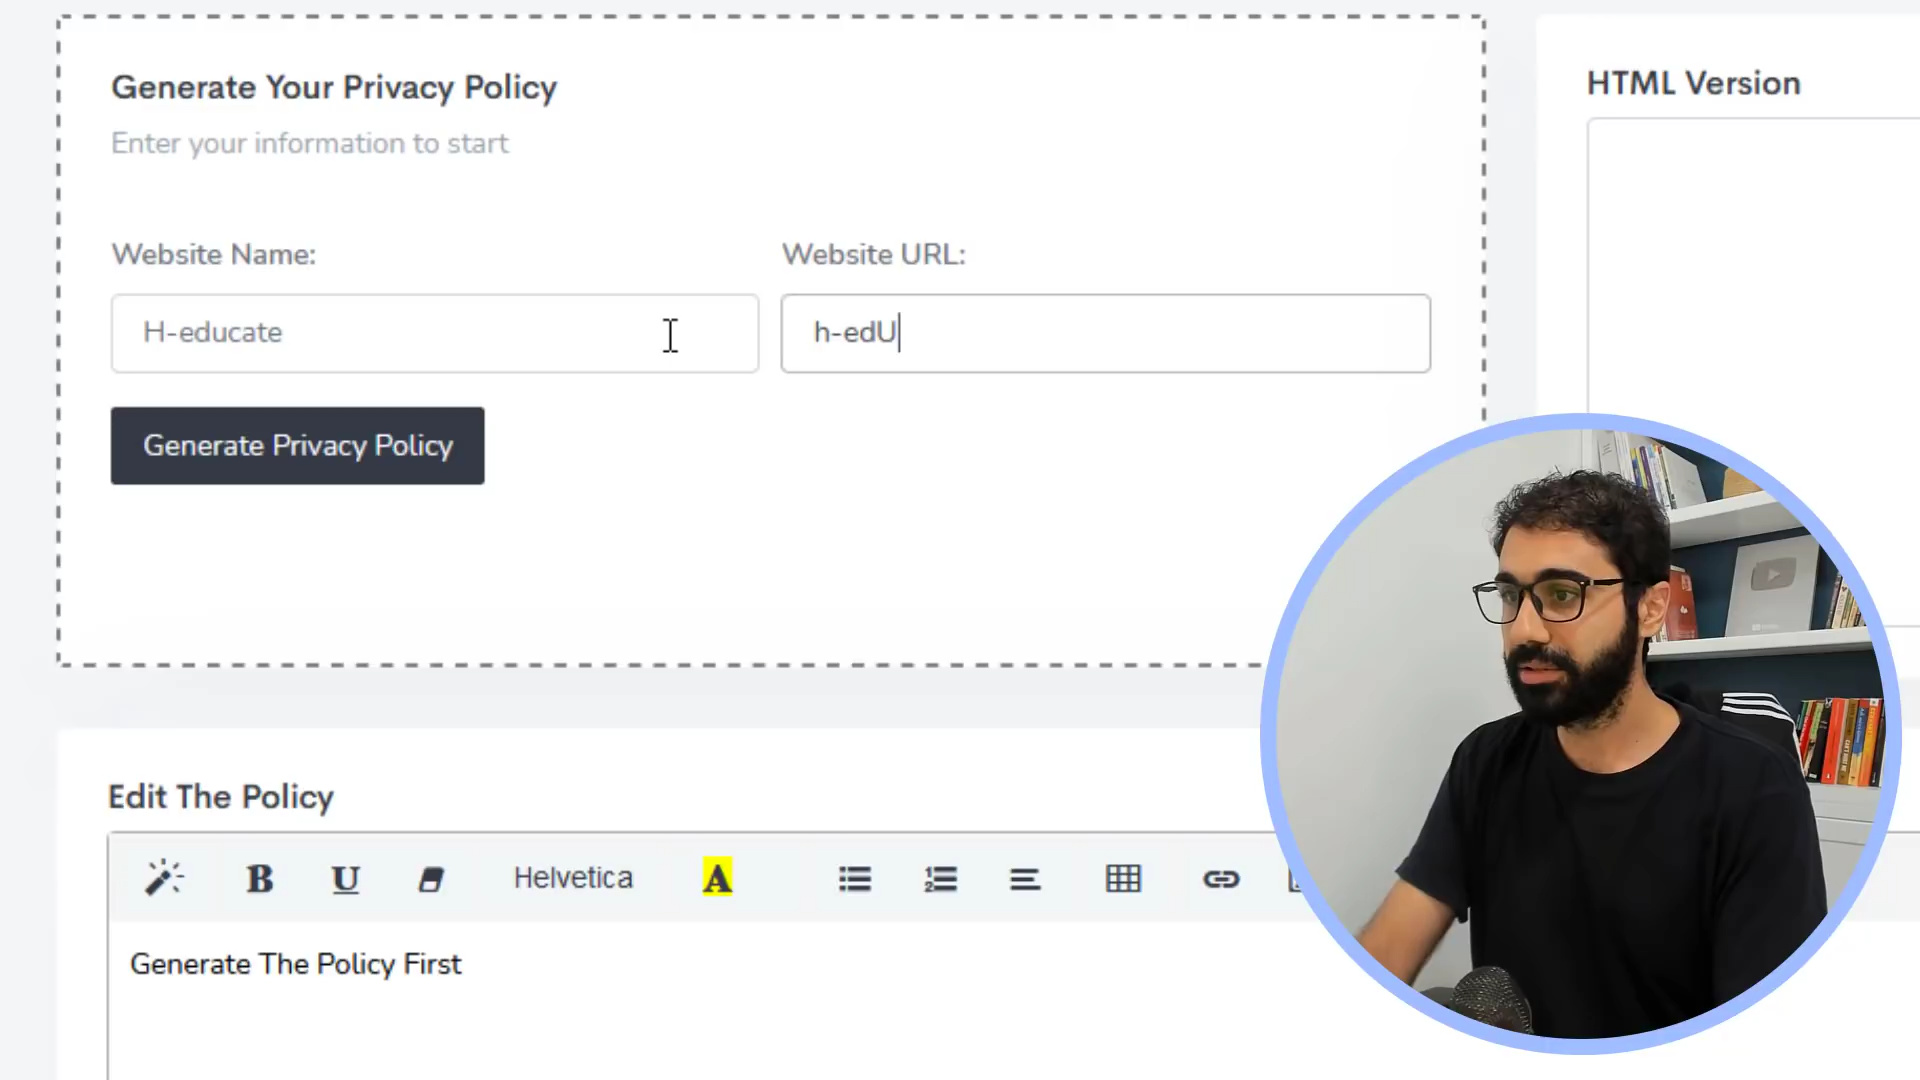 Generate Your Privacy Policy
Enter your information to start
Website Name:
Website URL:
H-educate
h-edU
Generate Privacy Policy
HTML Version
Edit The Policy
B U Helvetica A
Generate The Policy First